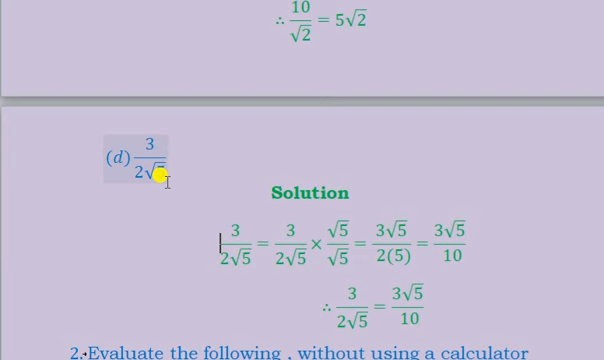 ∴ 10/√2 = 5√2
(d) 3/2√
Solution
3/2√5 = 3/2√5 × √5/√5 = 3√5/2(5) = 3√5/10
∴ 3/2√5 = 3√5/10
2. Evaluate the following , without using a calculator